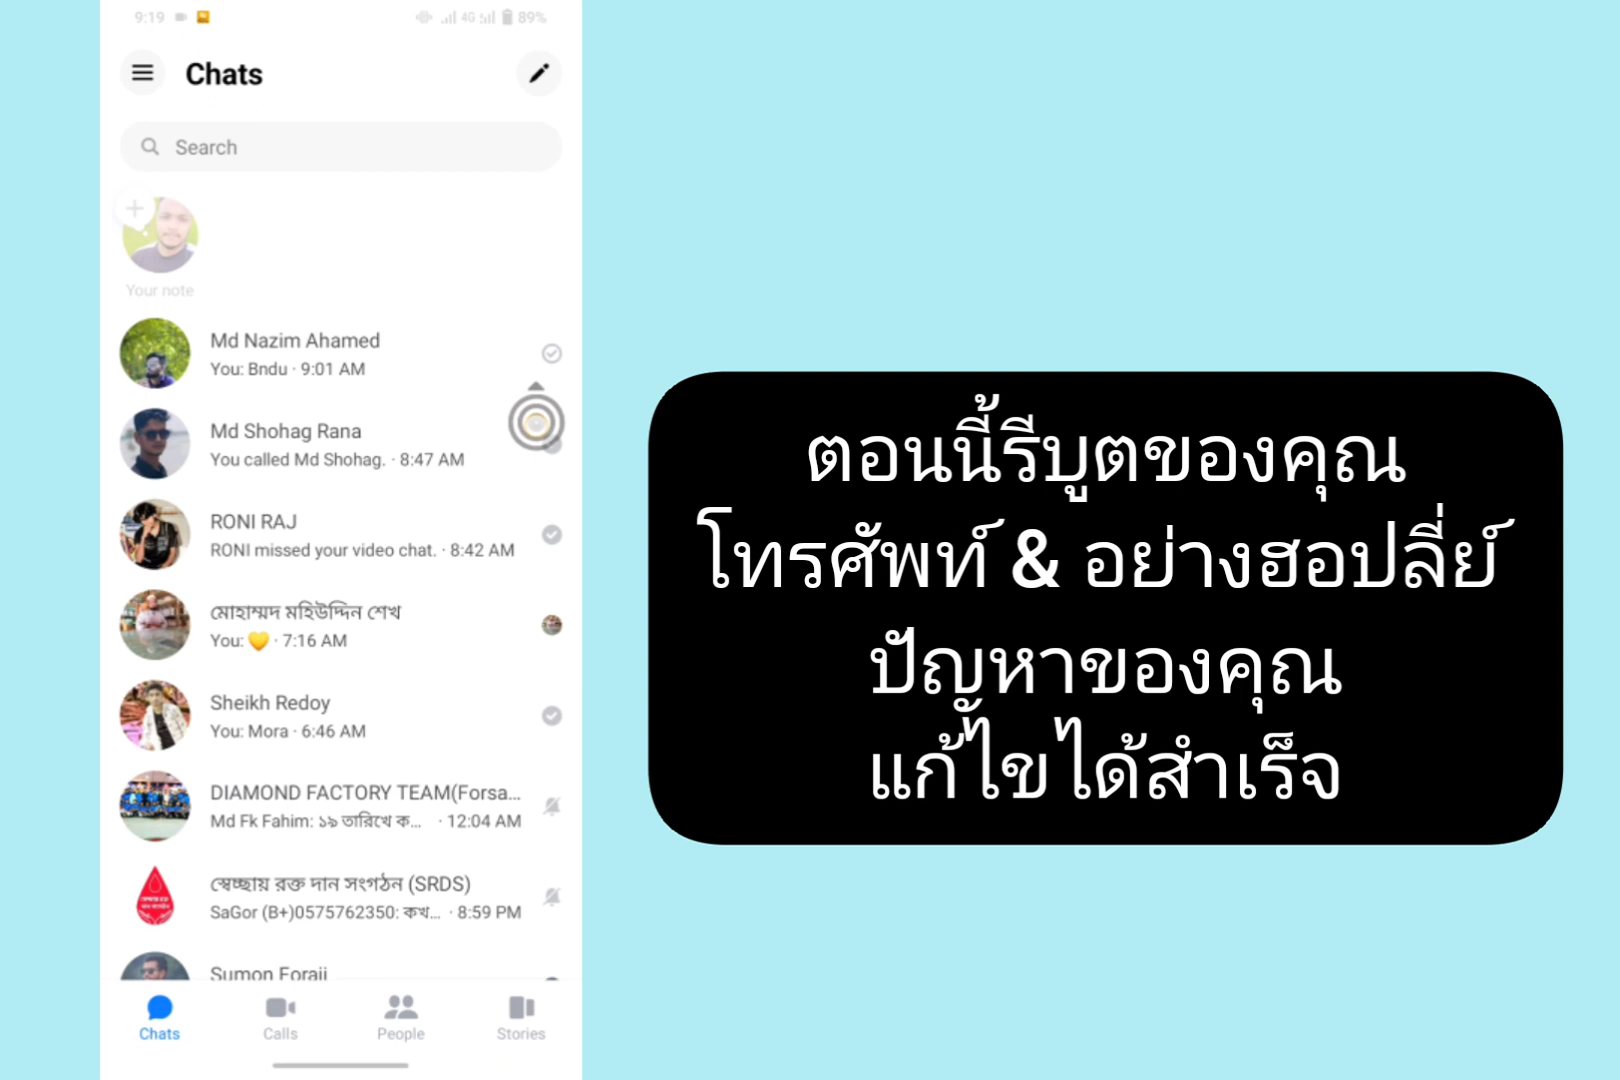 9:19
4G
89%
Chats
Search
Your note
Md Nazim Ahamed
You: Bndu · 9:01 AM
Md Shohag Rana
You called Md Shohag. · 8:47 AM
RONI RAJ
RONI missed your video chat. · 8:42 AM
মোহাম্মদ মহিউদ্দিন শেখ
You: 💛 · 7:16 AM
Sheikh Redoy
You: Mora · 6:46 AM
DIAMOND FACTORY TEAM(Forsa...
Md Fk Fahim: ১৯ তারিখে ক... · 12:04 AM
স্বেচ্ছায় রক্ত দান সংগঠন (SRDS)
SaGor (B+)0575762350: কখ... · 8:59 PM
Sumon Foraji
Chats
Calls
People
Stories
ตอนนี้รีบูตของคุณ
โทรศัพท์ & อย่างฮอปลี่ย์
ปัญหาของคุณ
แก้ไขได้สำเร็จ